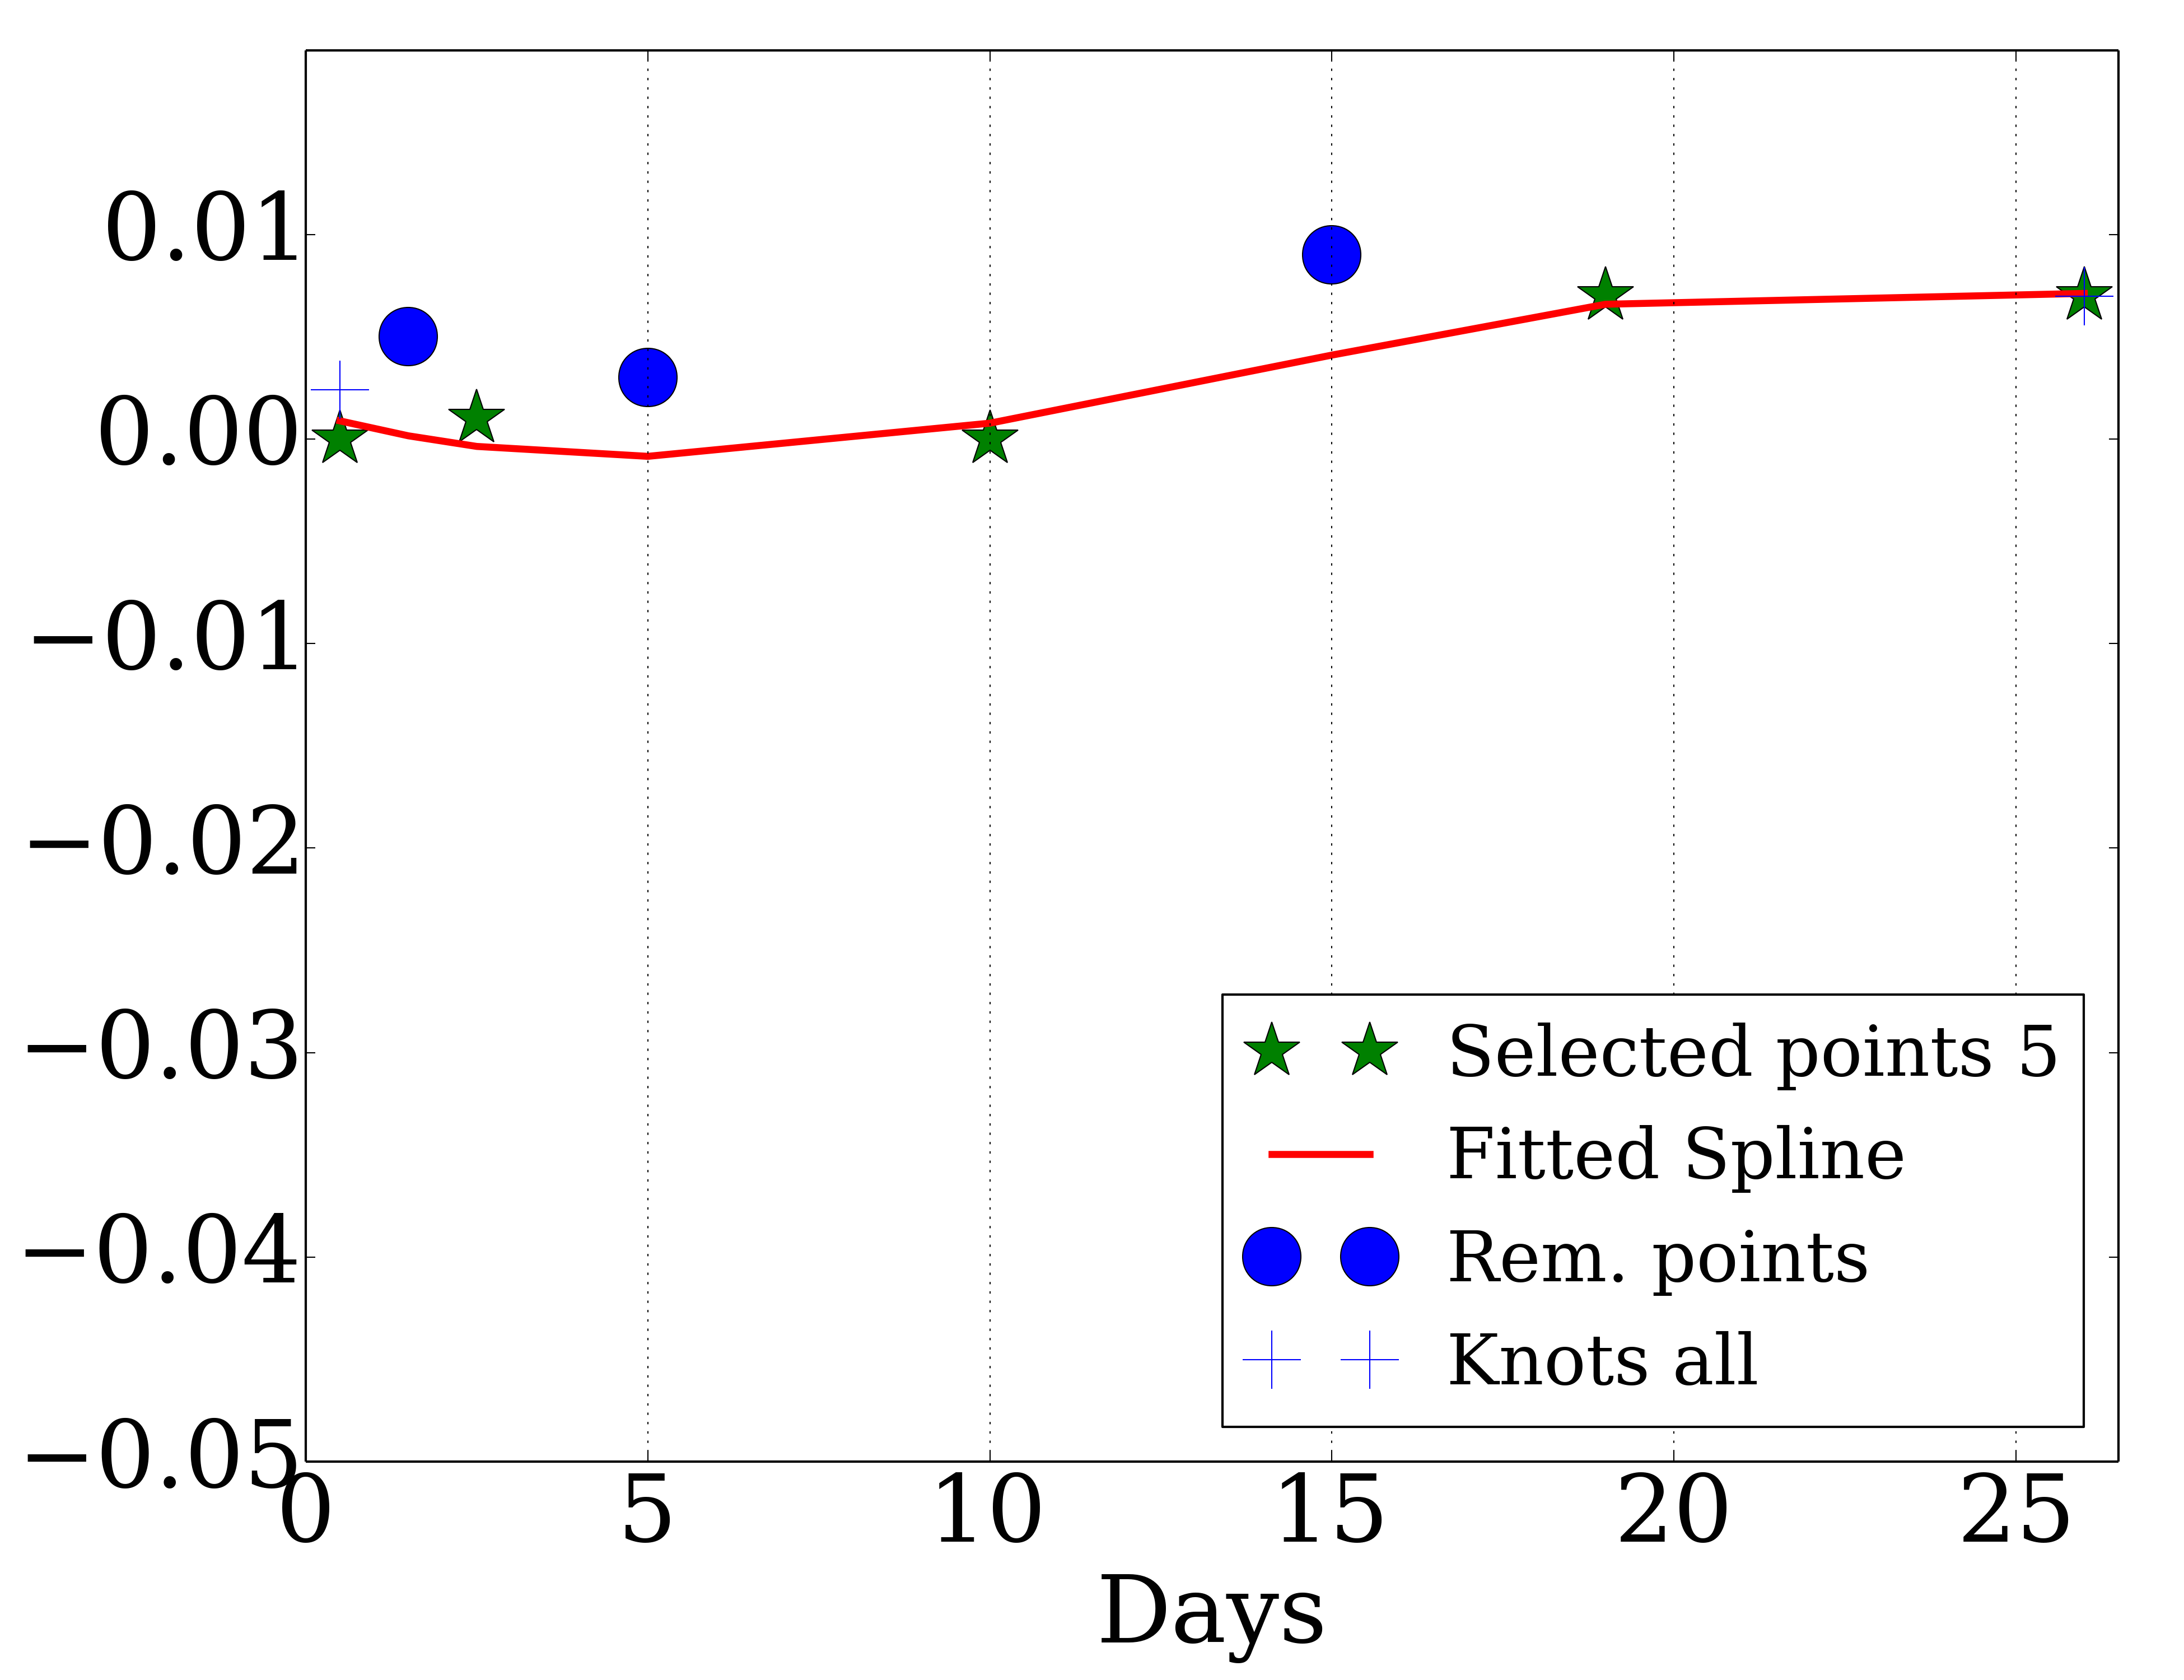 0.01
0.00
−0.01
−0.02
−0.03
−0.04
−0.05
0 5 10 15 20 25
Days
Selected points 5
Fitted Spline
Rem. points
Knots all